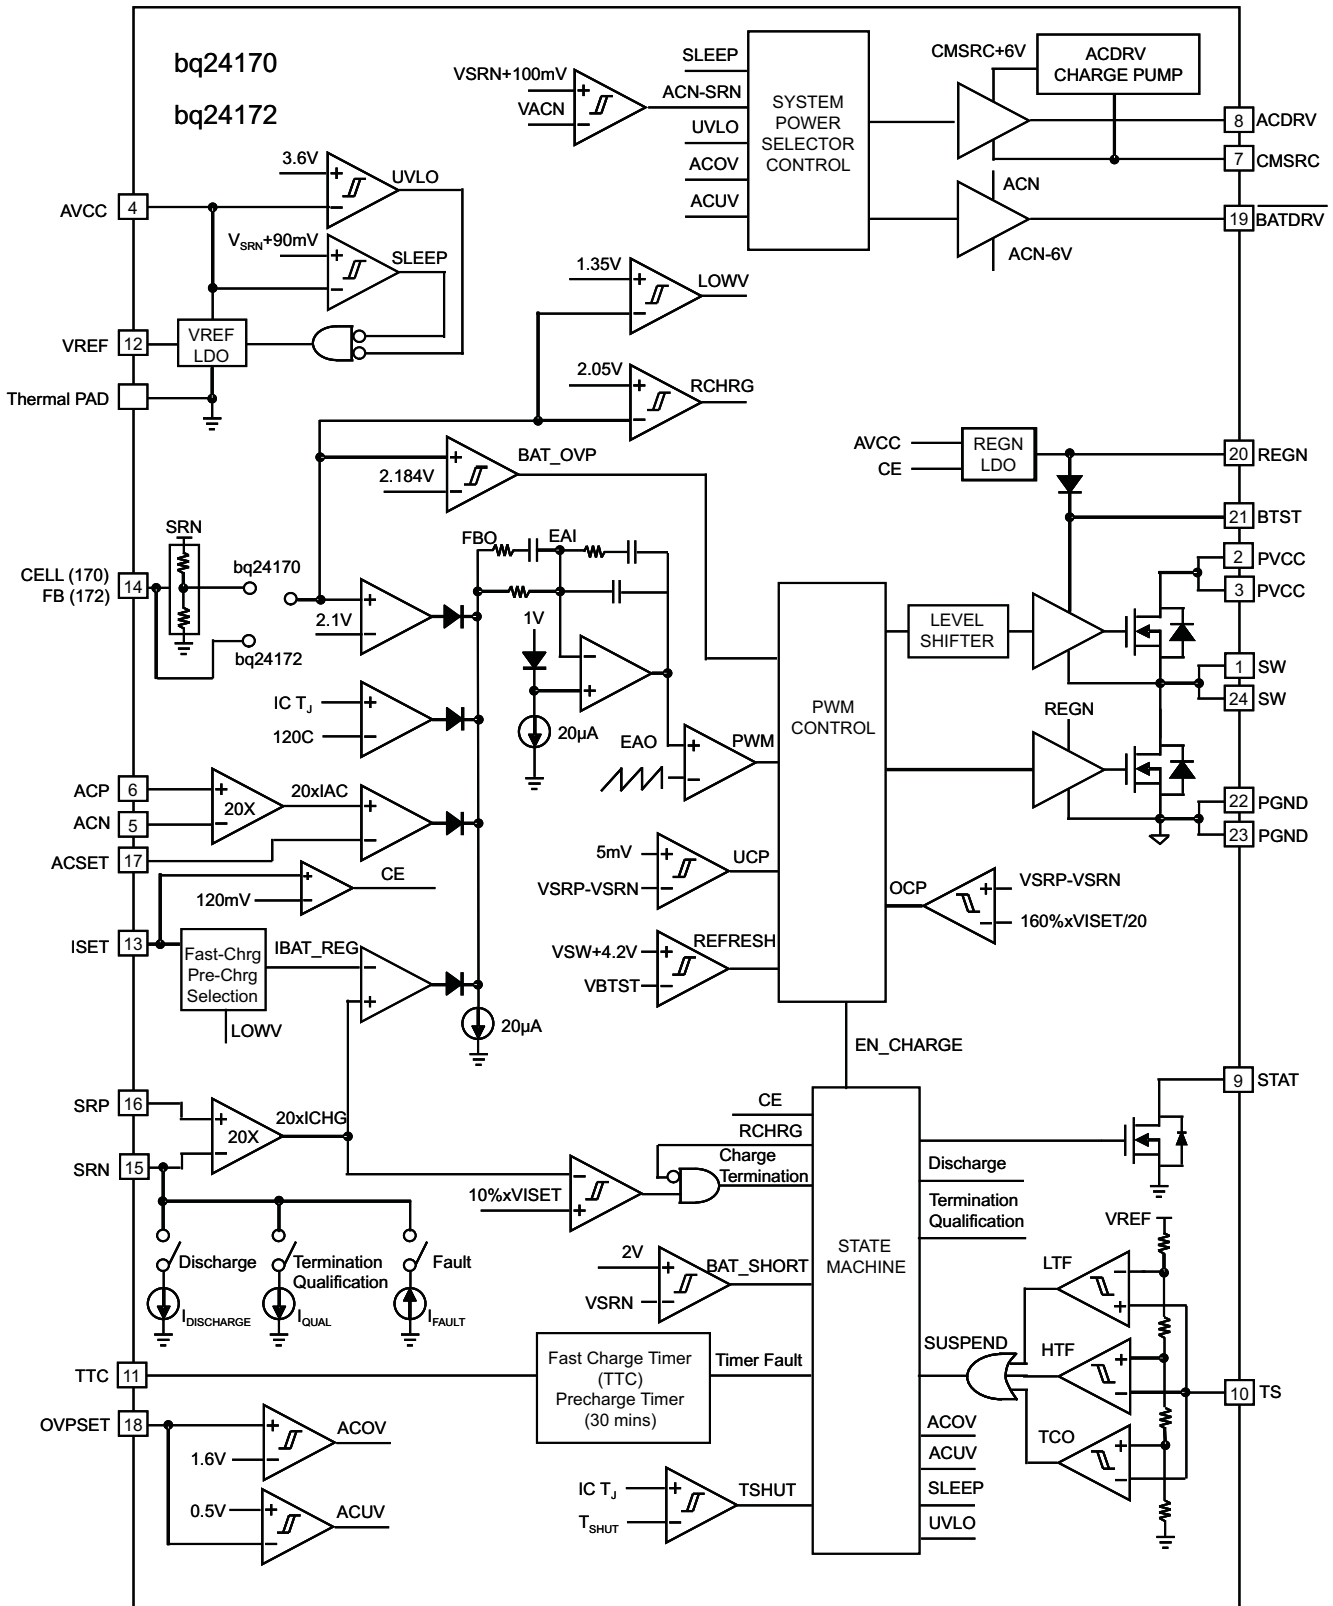 bq24170
bq24172
SLEEP
VSRN+100mV
ACN-SRN
VACN
UVLO
ACOV
ACUV
SYSTEM
POWER
SELECTOR
CONTROL
CMSRC+6V
ACDRV
CHARGE PUMP
8 ACDRV
7 CMSRC
ACN
19 BATDRV
ACN-6V
3.6V
UVLO
AVCC 4
VSRN+90mV
SLEEP
VREF 12
VREF
LDO
Thermal PAD
1.35V
LOWV
2.05V
RCHRG
BAT_OVP
2.184V
AVCC
CE
REGN
LDO
20 REGN
21 BTST
2 PVCC
3 PVCC
1 SW
24 SW
22 PGND
23 PGND
SRN
CELL (170)
FB (172)
14
bq24170
bq24172
2.1V
FBO
EAI
1V
20µA
EAO
PWM
IC TJ
120C
PWM
CONTROL
LEVEL
SHIFTER
REGN
ACP 6
ACN 5
20X
20xIAC
ACSET 17
CE
120mV
ISET 13
Fast-Chrg
Pre-Chrg
Selection
IBAT_REG
LOWV
20µA
5mV
UCP
VSRP-VSRN
VSW+4.2V
REFRESH
VBTST
OCP
VSRP-VSRN
160%xVISET/20
EN_CHARGE
SRP 16
SRN 15
20X
20xICHG
CE
RCHRG
Charge
Termination
10%xVISET
2V
BAT_SHORT
VSRN
STATE
MACHINE
9 STAT
Discharge
Termination
Qualification
VREF
LTF
HTF
TCO
SUSPEND
10 TS
Discharge
Termination
Qualification
Fault
IDISCHARGE
IQUAL
IFAULT
TTC 11
Fast Charge Timer
(TTC)
Precharge Timer
(30 mins)
Timer Fault
OVPSET 18
ACOV
1.6V
0.5V
ACUV
IC TJ
TSHUT
TSHUT
ACOV
ACUV
SLEEP
UVLO